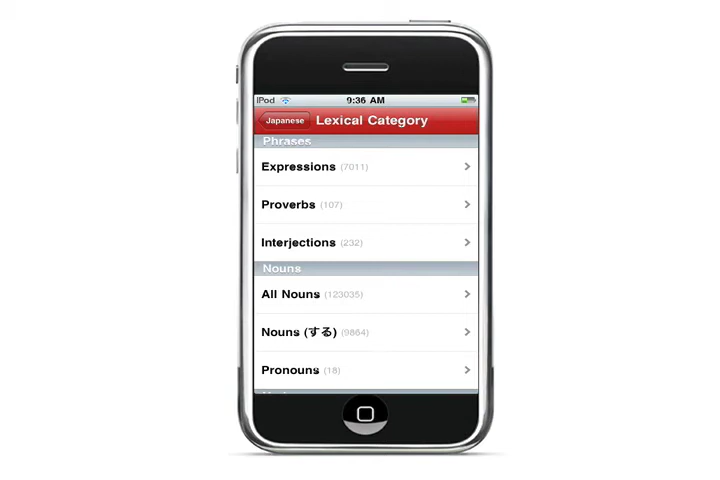 iPod 9:36 AM
Japanese Lexical Category
Phrases
Expressions (7011)
Proverbs (107)
Interjections (232)
Nouns
All Nouns (123035)
Nouns (する) (9864)
Pronouns (18)